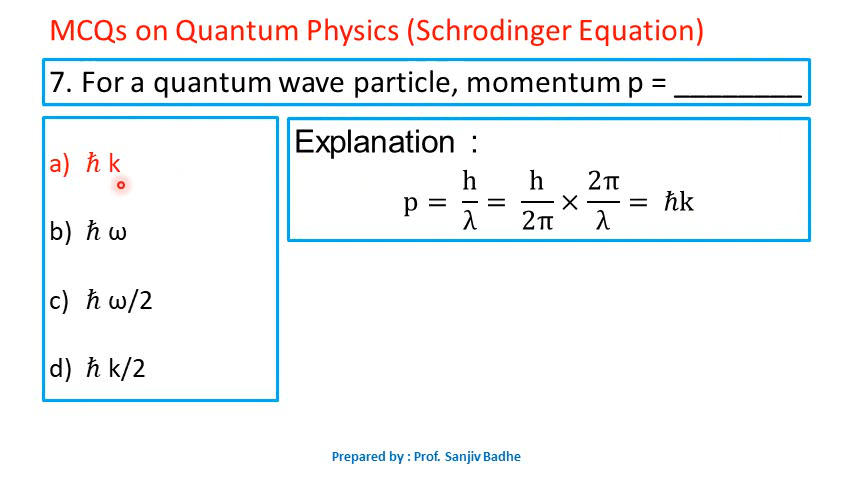 MCQs on Quantum Physics (Schrodinger Equation)
7. For a quantum wave particle, momentum p = ________
a) ℏ k
b) ℏ ω
c) ℏ ω/2
d) ℏ k/2
Explanation :
p = h/λ = h/2π × 2π/λ = ℏk
Prepared by : Prof. Sanjiv Badhe